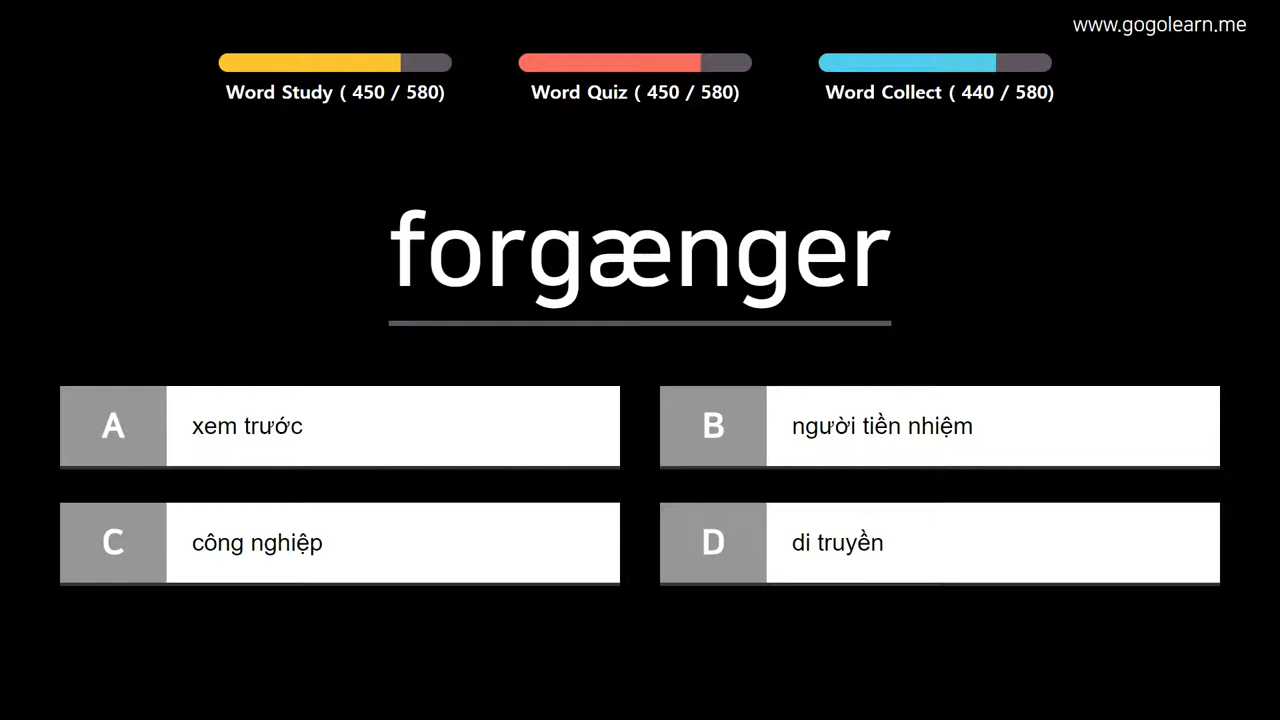 www.gogolearn.me
Word Study ( 450 / 580)
Word Quiz ( 450 / 580)
Word Collect ( 440 / 580)
forgænger
A xem trước
B người tiền nhiệm
C công nghiệp
D di truyền